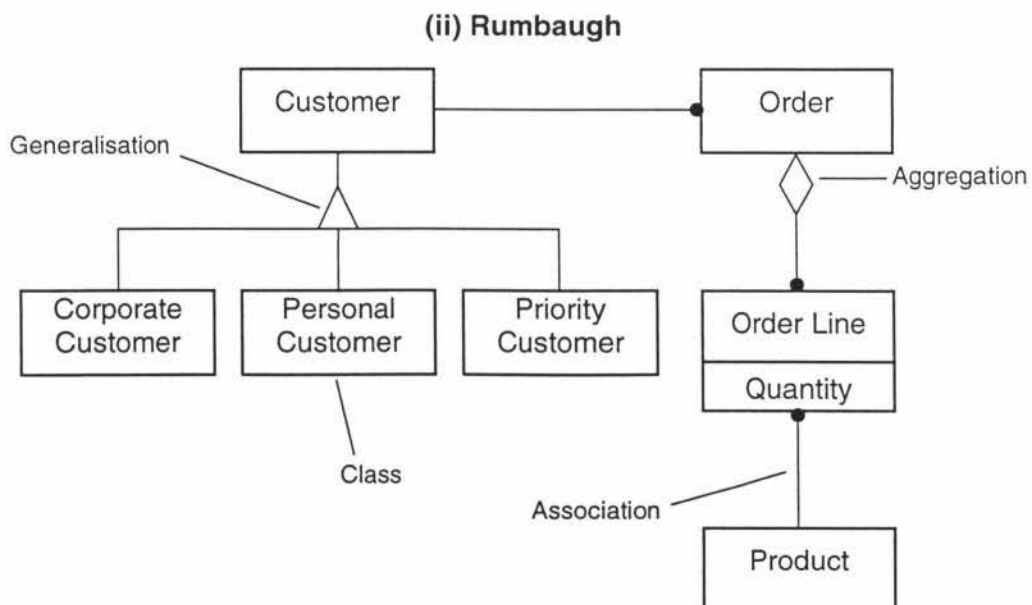 (ii) Rumbaugh
Customer
Order
Generalisation
Aggregation
Corporate
Customer
Personal
Customer
Priority
Customer
Order Line
Quantity
Class
Association
Product